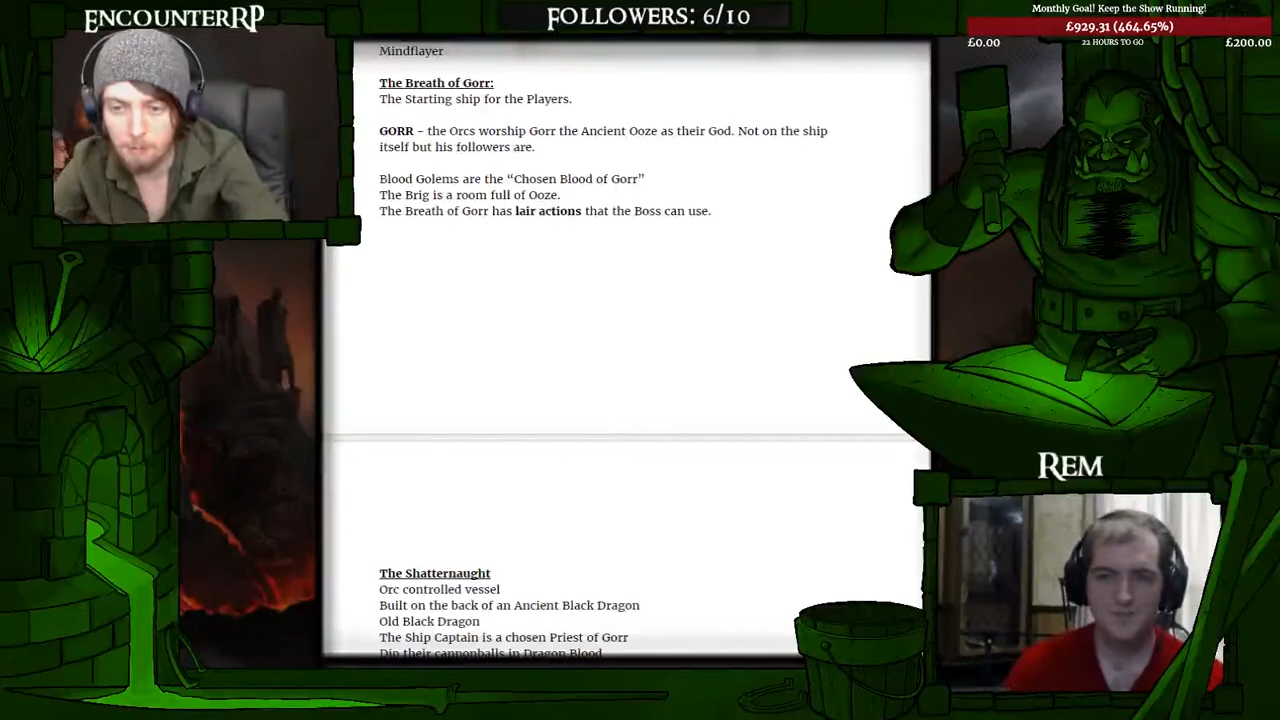 ENCOUNTERRP
FOLLOWERS: 6/10
Monthly Goal! Keep the Show Running!
£929.31 (464.65%)
£0.00
22 HOURS TO GO
£200.00
Mindflayer
The Breath of Gorr:
The Starting ship for the Players.
GORR - the Orcs worship Gorr the Ancient Ooze as their God. Not on the ship
itself but his followers are.
Blood Golems are the “Chosen Blood of Gorr”
The Brig is a room full of Ooze.
The Breath of Gorr has lair actions that the Boss can use.
The Shatternaught
Orc controlled vessel
Built on the back of an Ancient Black Dragon
Old Black Dragon
The Ship Captain is a chosen Priest of Gorr
Dip their cannonballs in Dragon Blood
REM